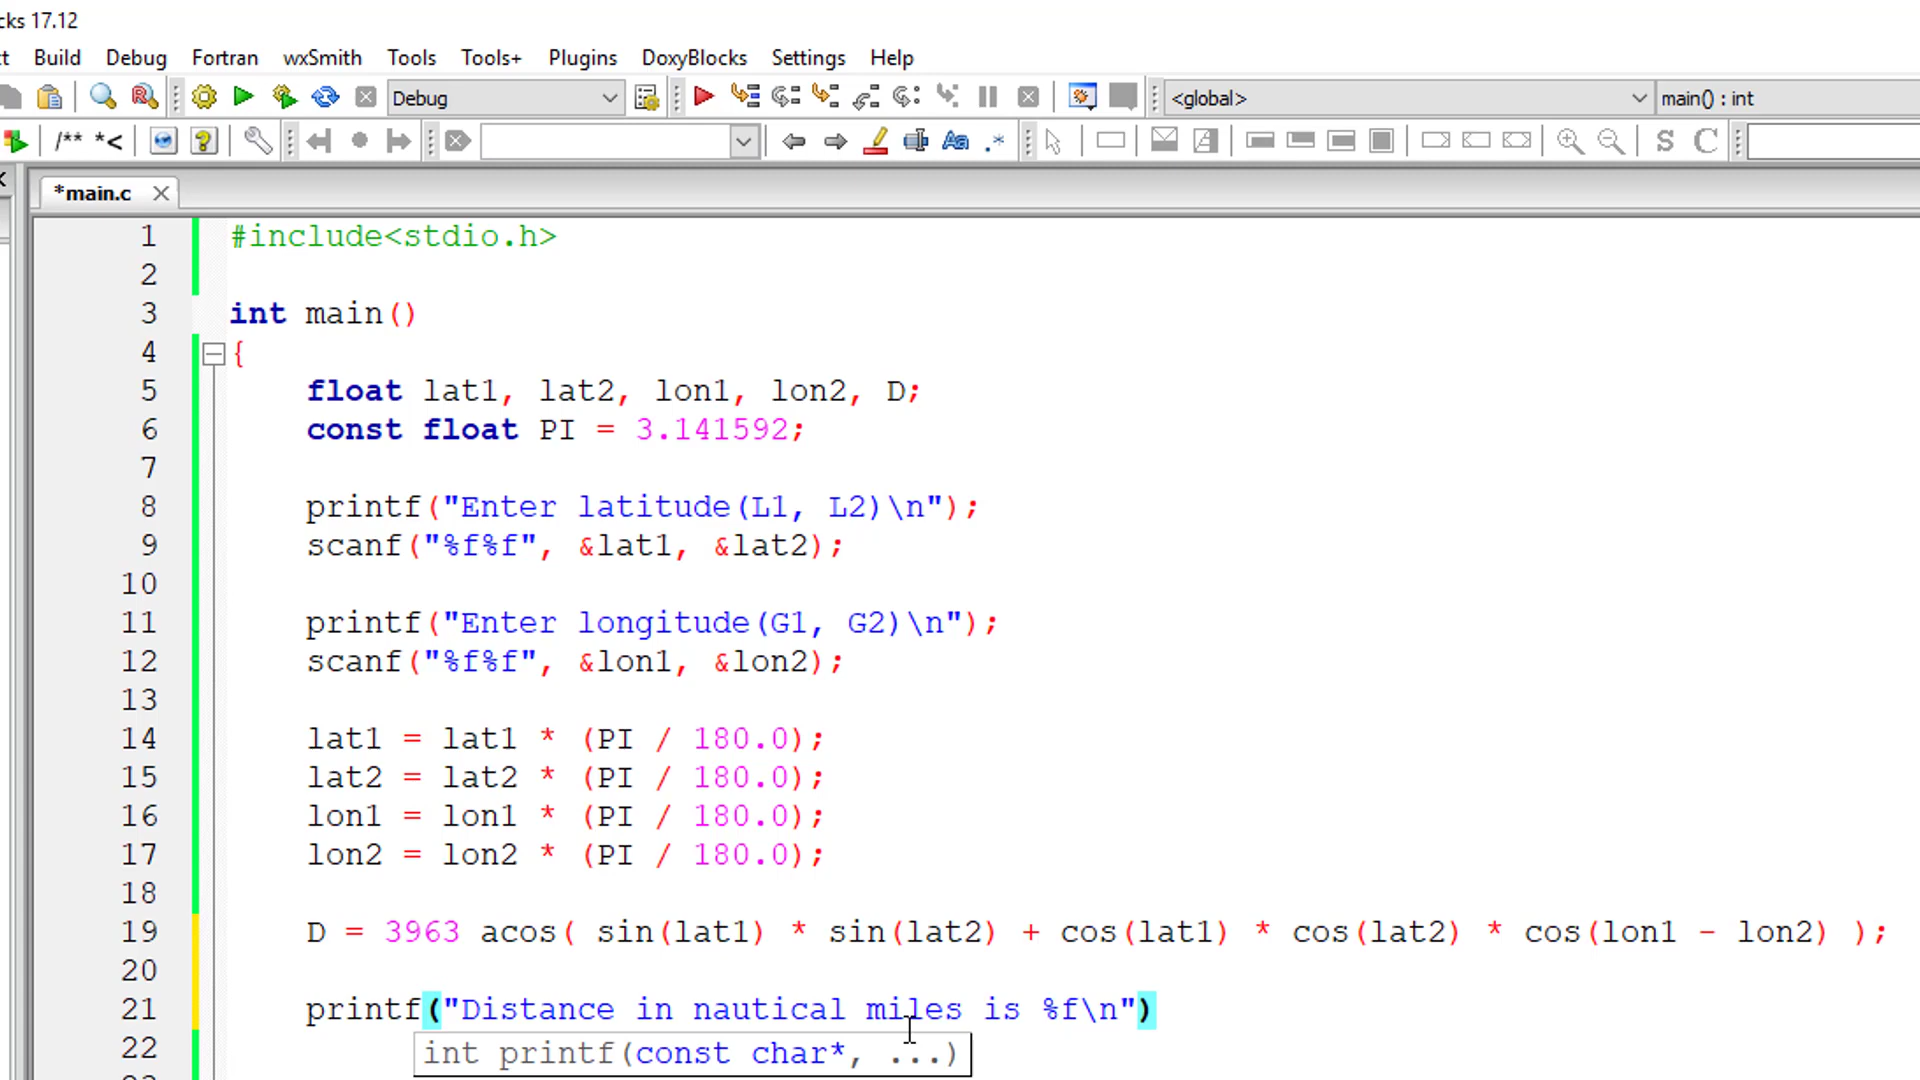 cks 17.12
t Build Debug Fortran wxSmith Tools Tools+ Plugins DoxyBlocks Settings Help
Debug <global> main() : int
/** *< Aa .* S C
*main.c
1 #include<stdio.h>
2
3 int main()
4 {
5 float lat1, lat2, lon1, lon2, D;
6 const float PI = 3.141592;
7
8 printf("Enter latitude(L1, L2)\n");
9 scanf("%f%f", &lat1, &lat2);
10
11 printf("Enter longitude(G1, G2)\n");
12 scanf("%f%f", &lon1, &lon2);
13
14 lat1 = lat1 * (PI / 180.0);
15 lat2 = lat2 * (PI / 180.0);
16 lon1 = lon1 * (PI / 180.0);
17 lon2 = lon2 * (PI / 180.0);
18
19 D = 3963 acos( sin(lat1) * sin(lat2) + cos(lat1) * cos(lat2) * cos(lon1 - lon2) );
20
21 printf("Distance in nautical miles is %f\n")
22 int printf(const char*, ...)